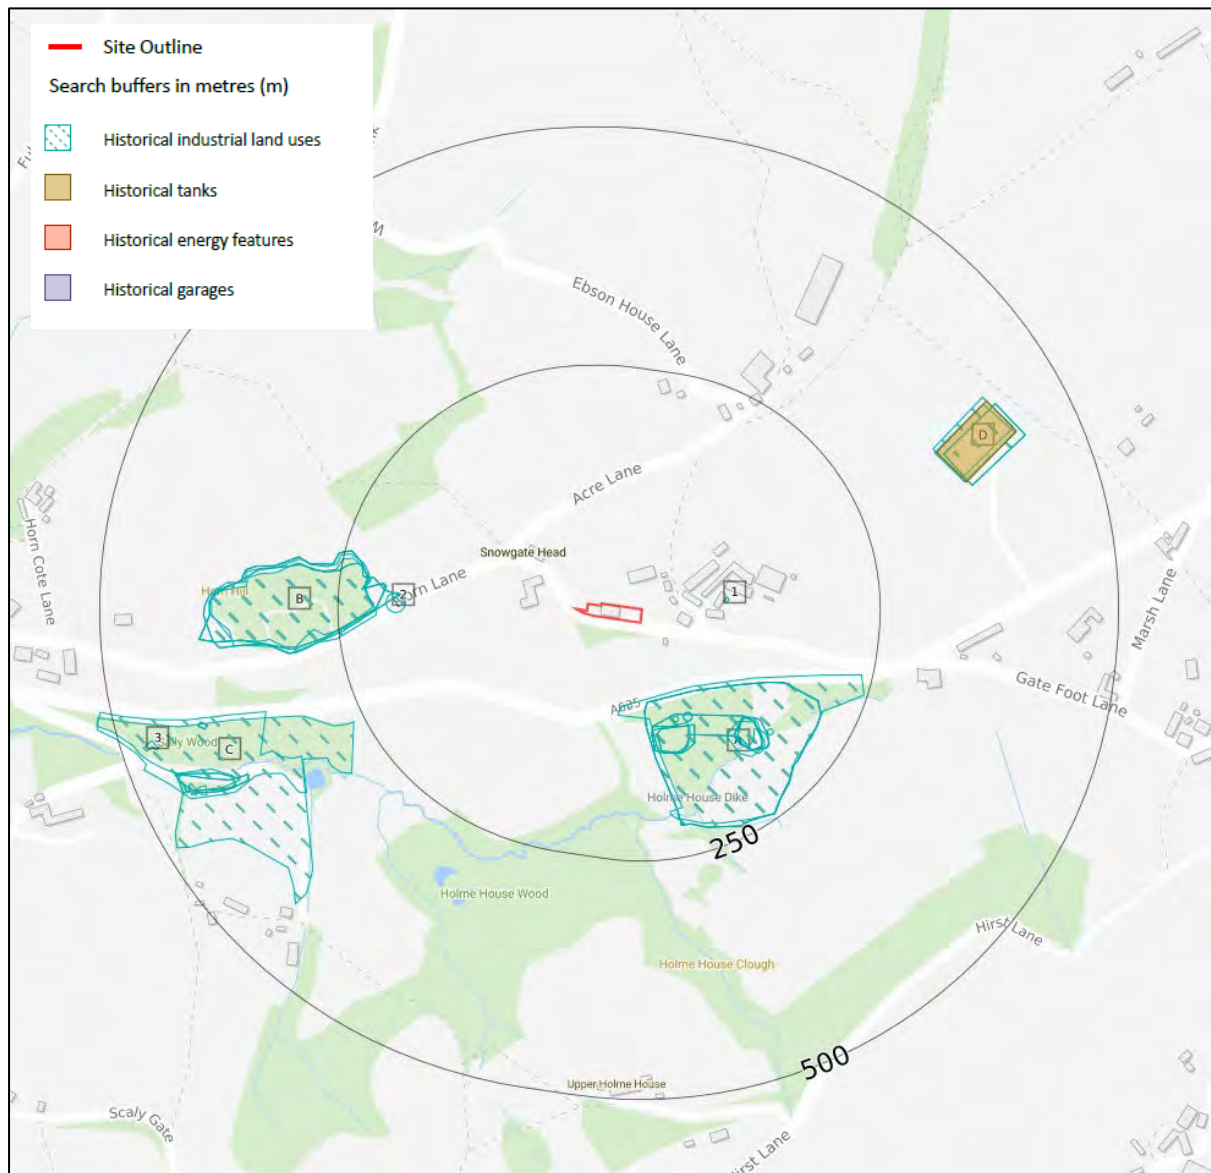 Site Outline
Search buffers in metres (m)
Historical industrial land uses
Historical tanks
Historical energy features
Historical garages
Ebson House Lane
Acre Lane
D
Snowgate Head
Horn Cote Lane
B
2
1
Marsh Lane
Gate Foot Lane
A635
3
C
Holme House Dike
250
Holme House Wood
Hirst Lane
Holme House Clough
500
Upper Holme House
Scaly Gate
Hirst Lane